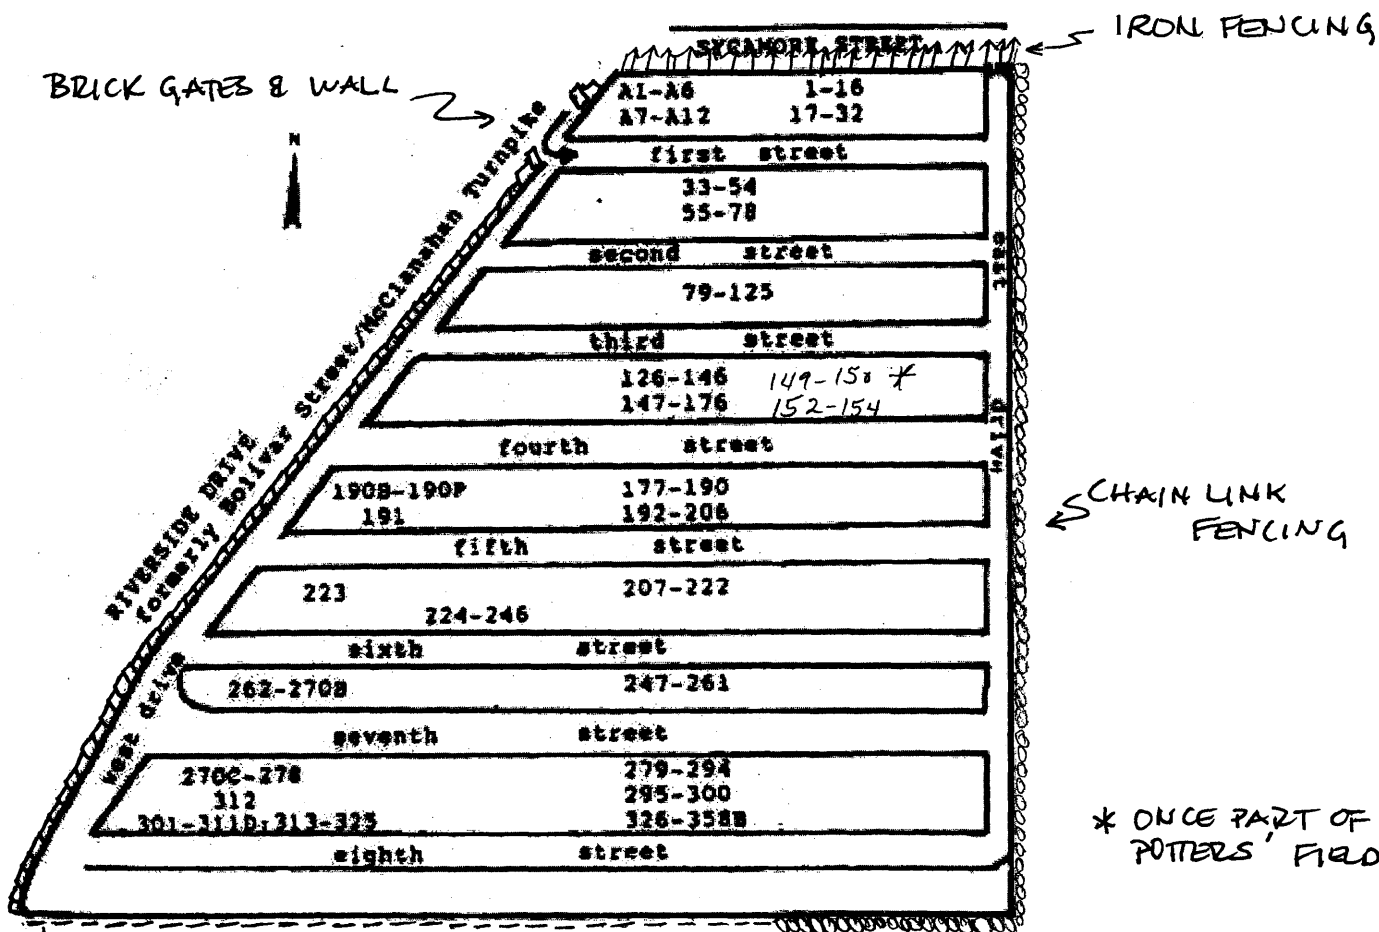 IRON FENCING
SYCAMORE STREET
BRICK GATES & WALL
N
A1-A6 1-16
A7-A12 17-32
first street
33-54
55-78
second street
79-125
third street
126-146 149-150 *
147-176 152-154
fourth street
190B-190P 177-190
191 192-206
fifth street
223 207-222
224-246
sixth street
262-270B 247-261
seventh street
270C-278 279-294
312 295-300
301-311D;313-325 326-358B
eighth street
RIVERSIDE DRIVE
formerly Bolivar Street/McClanahan Turnpike
west drive
east drive
CHAIN LINK
FENCING
* ONCE PART OF
POTTERS' FIELD